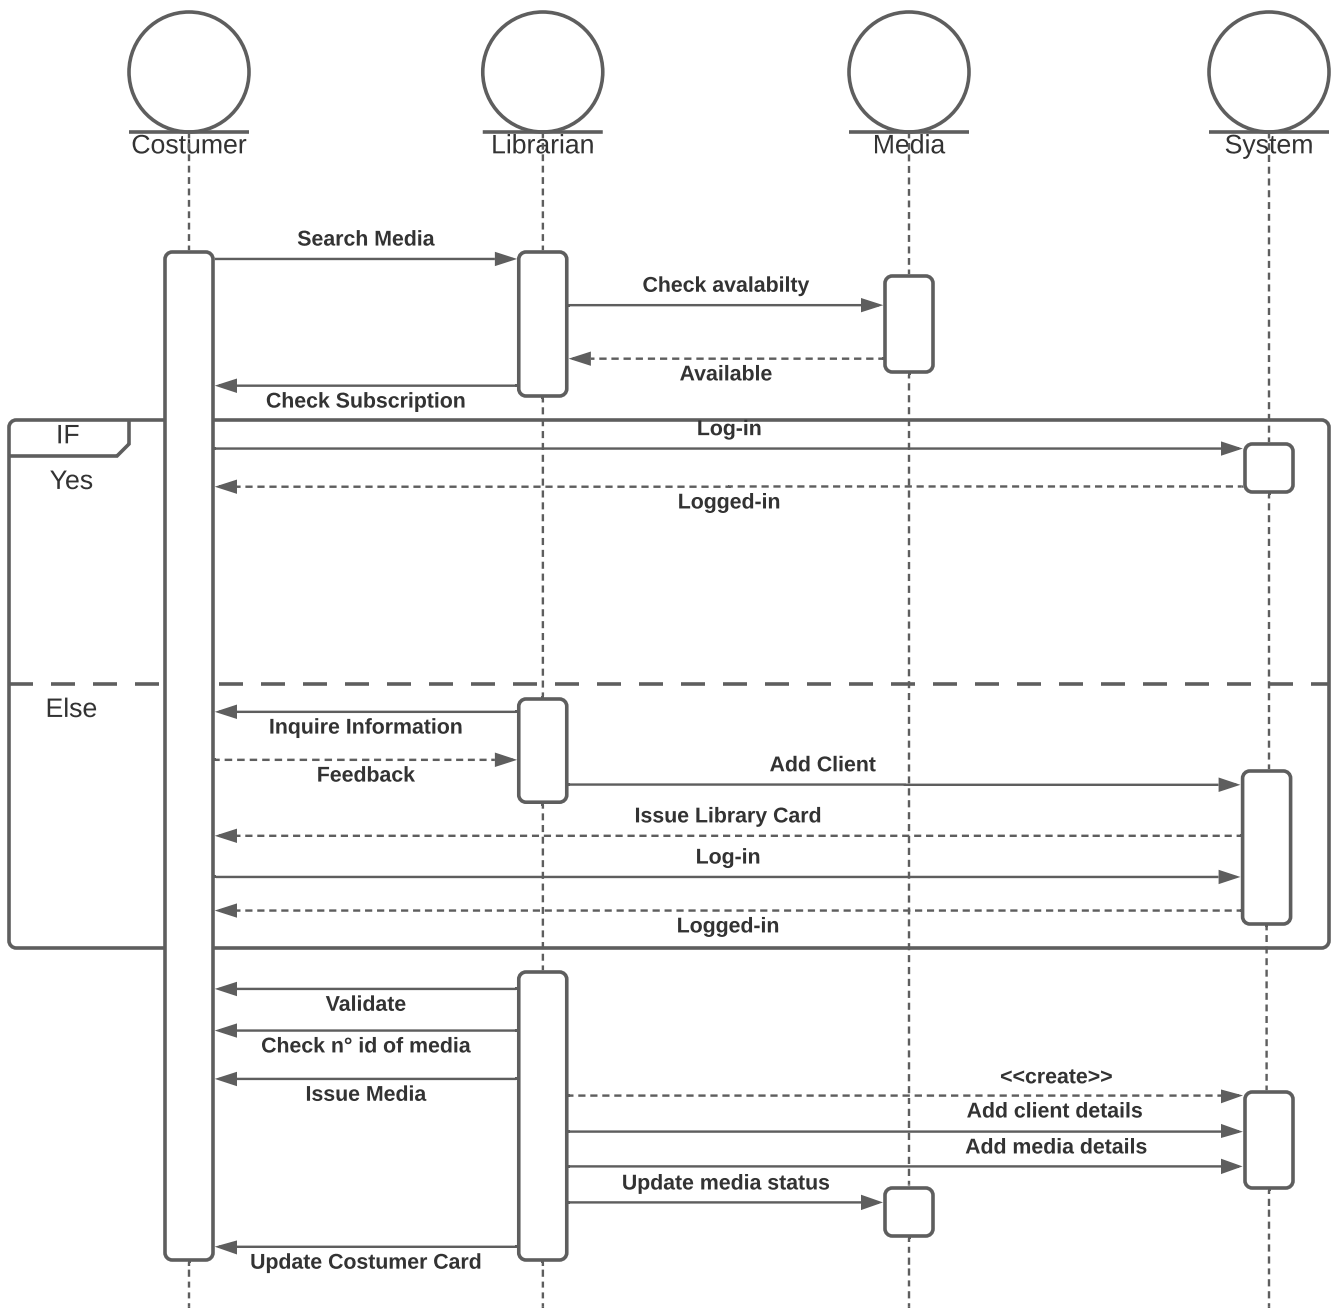 Costumer
Librarian
Media
System
Search Media
Check avalabilty
Available
Check Subscription
IF
Log-in
Yes
Logged-in
Else
Inquire Information
Add Client
Feedback
Issue Library Card
Log-in
Logged-in
Validate
Check n° id of media
<<create>>
Issue Media
Add client details
Add media details
Update media status
Update Costumer Card